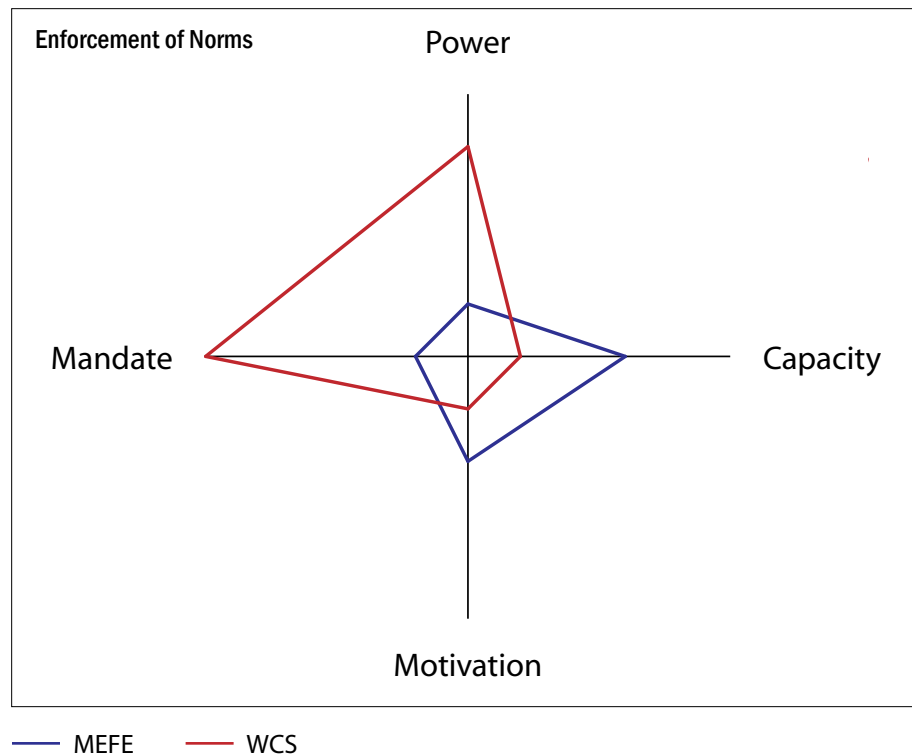 Enforcement of Norms
Power
Mandate
Capacity
Motivation
MEFE
WCS